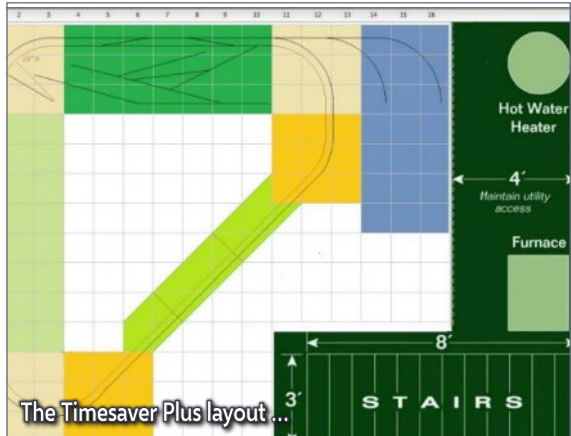 2 3 4 5 6 7 8 9 10 11 12 13 14 15 16
Hot Water
Heater
4´
Maintain utility
access
Furnace
8´
3´
STAIRS
The Timesaver Plus layout ...